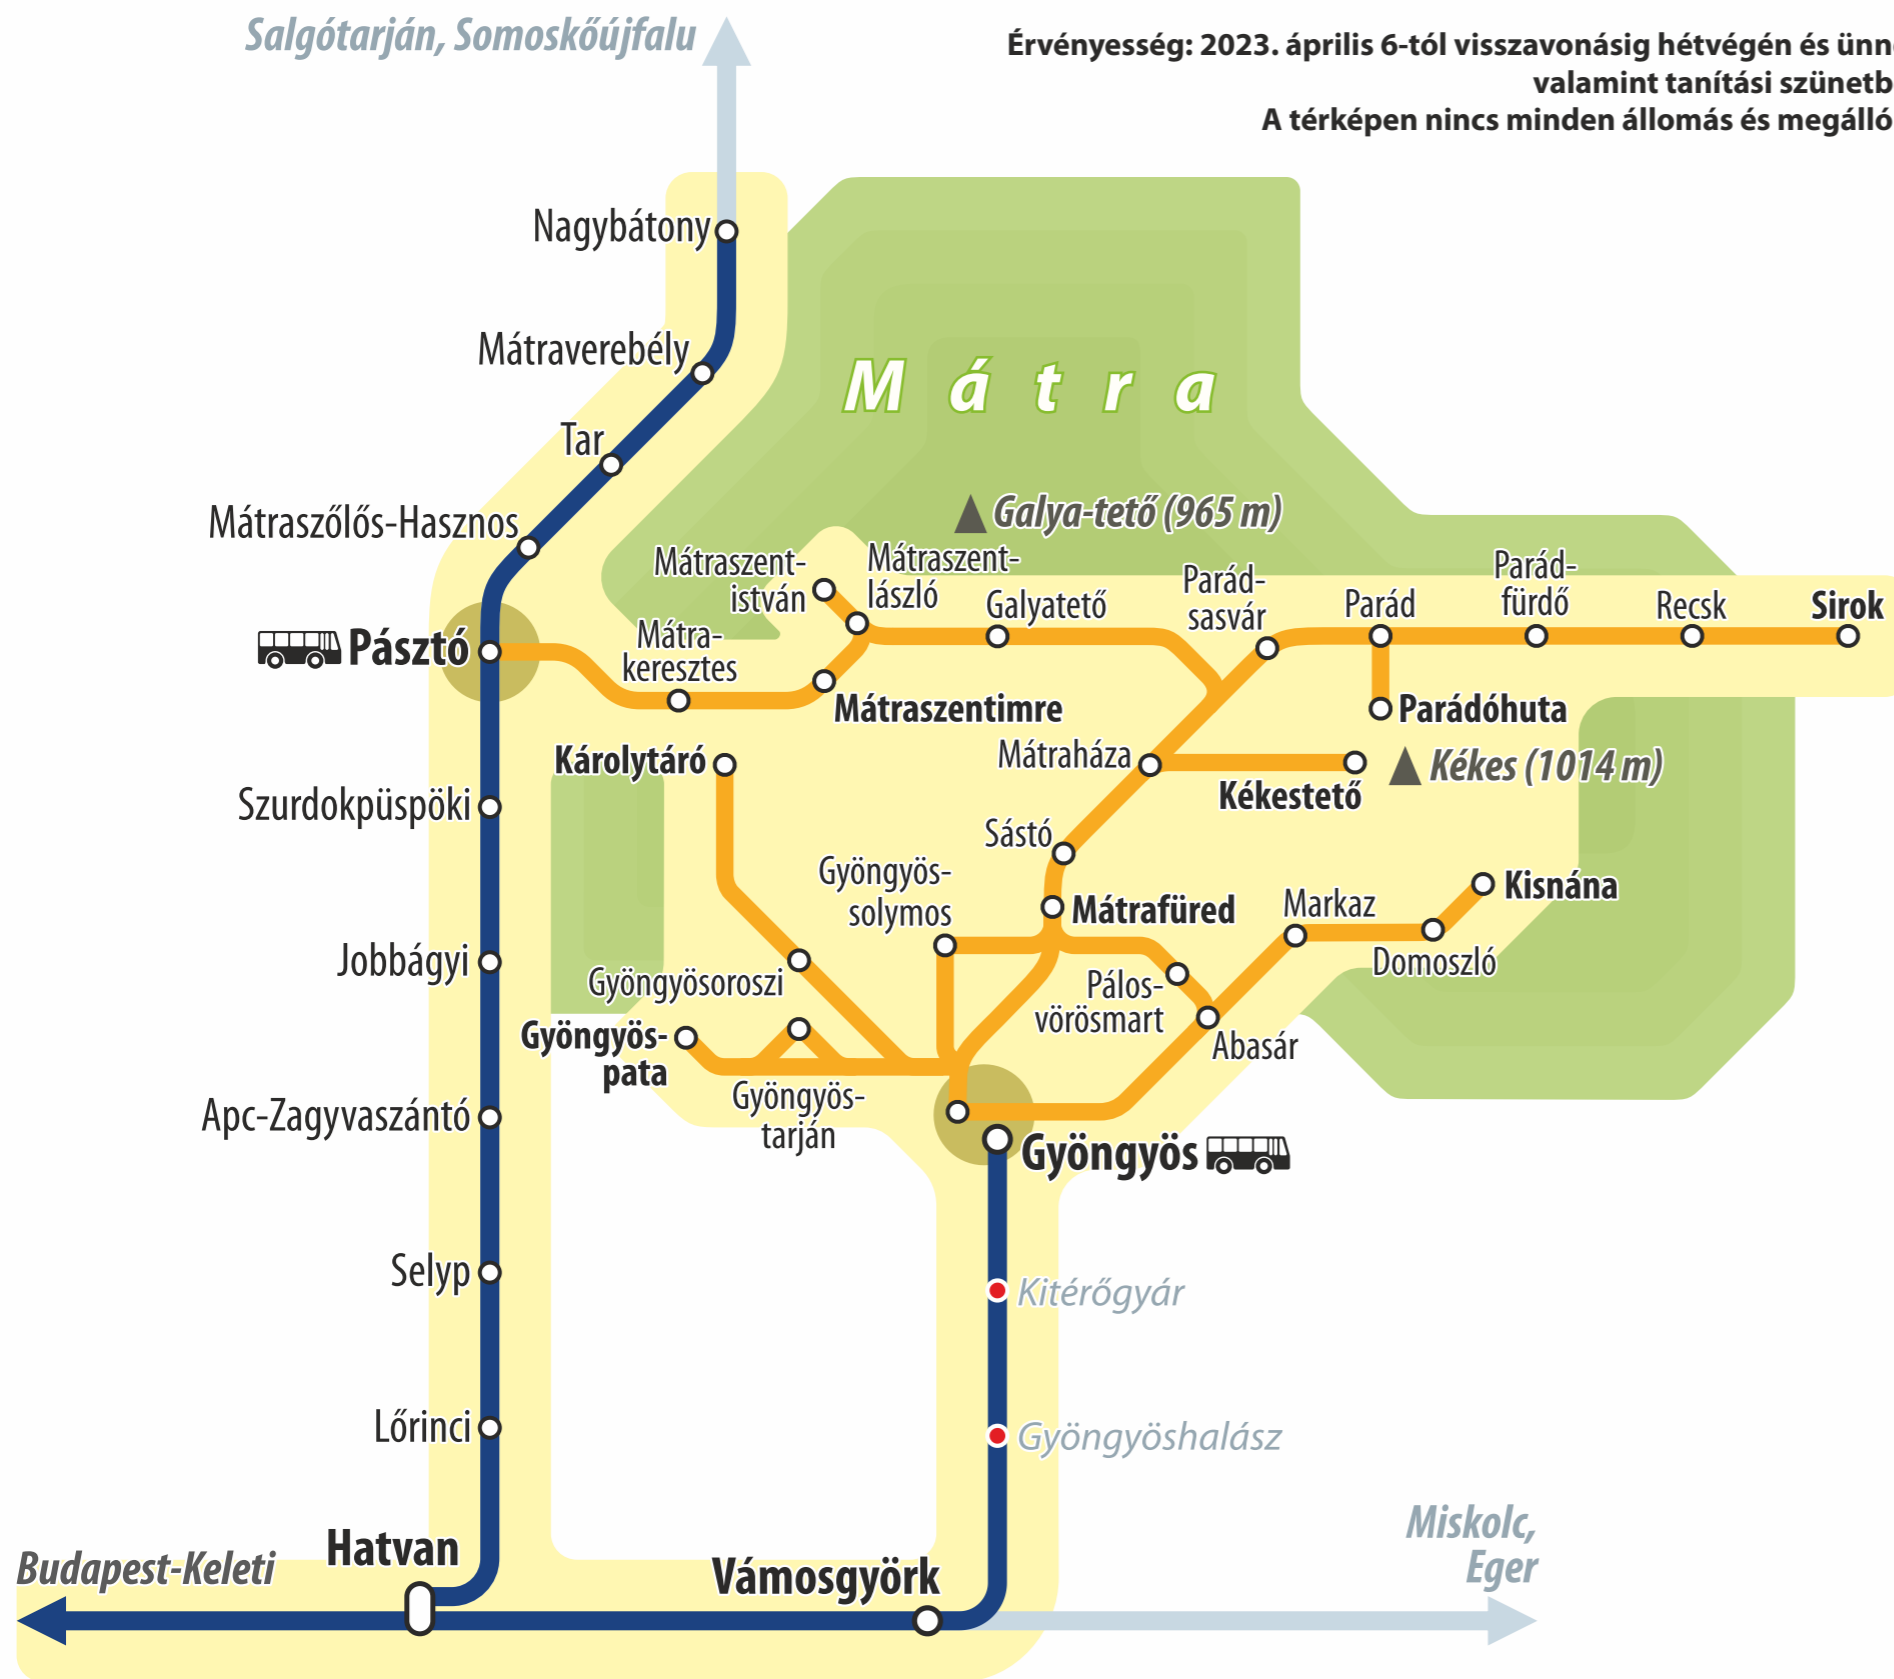 Salgótarján, Somoskőújfalu
Érvényesség: 2023. április 6-tól visszavonásig hétvégén és
valamint tanítási
A térképen nincs minden állomás és megálló
Nagybátony
Mátraverebély
Mátra
Tar
Galya-tető (965 m)
Mátraszőlős-Hasznos
Mátraszent-
istván
Mátraszent-
lászló
Galyatető
Parád-
sasvár
Parád
Parád-
fürdő
Recsk
Sirok
Pásztó
Mátra-
keresztes
Mátraszentimre
Parádóhuta
Károlytáró
Mátraháza
Kékes (1014 m)
Kékestető
Szurdokpüspöki
Sástó
Gyöngyös-
solymos
Mátrafüred
Markaz
Kisnána
Domoszló
Jobbágyi
Gyöngyösoroszi
Pálos-
vörösmart
Abasár
Gyöngyös-
pata
Gyöngyös-
tarján
Apc-Zagyvaszántó
Gyöngyös
Selyp
Kitérőgyár
Lőrinci
Gyöngyöshalász
Hatvan
Budapest-Keleti
Vámosgyörk
Miskolc,
Eger